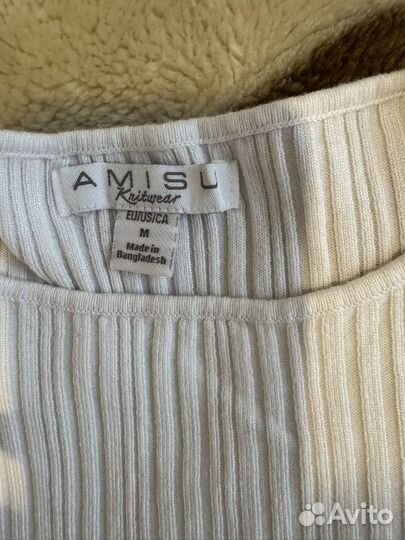 AMISU
Knitwear
EU/US/CA
M
Made in
Bangladesh
Avito